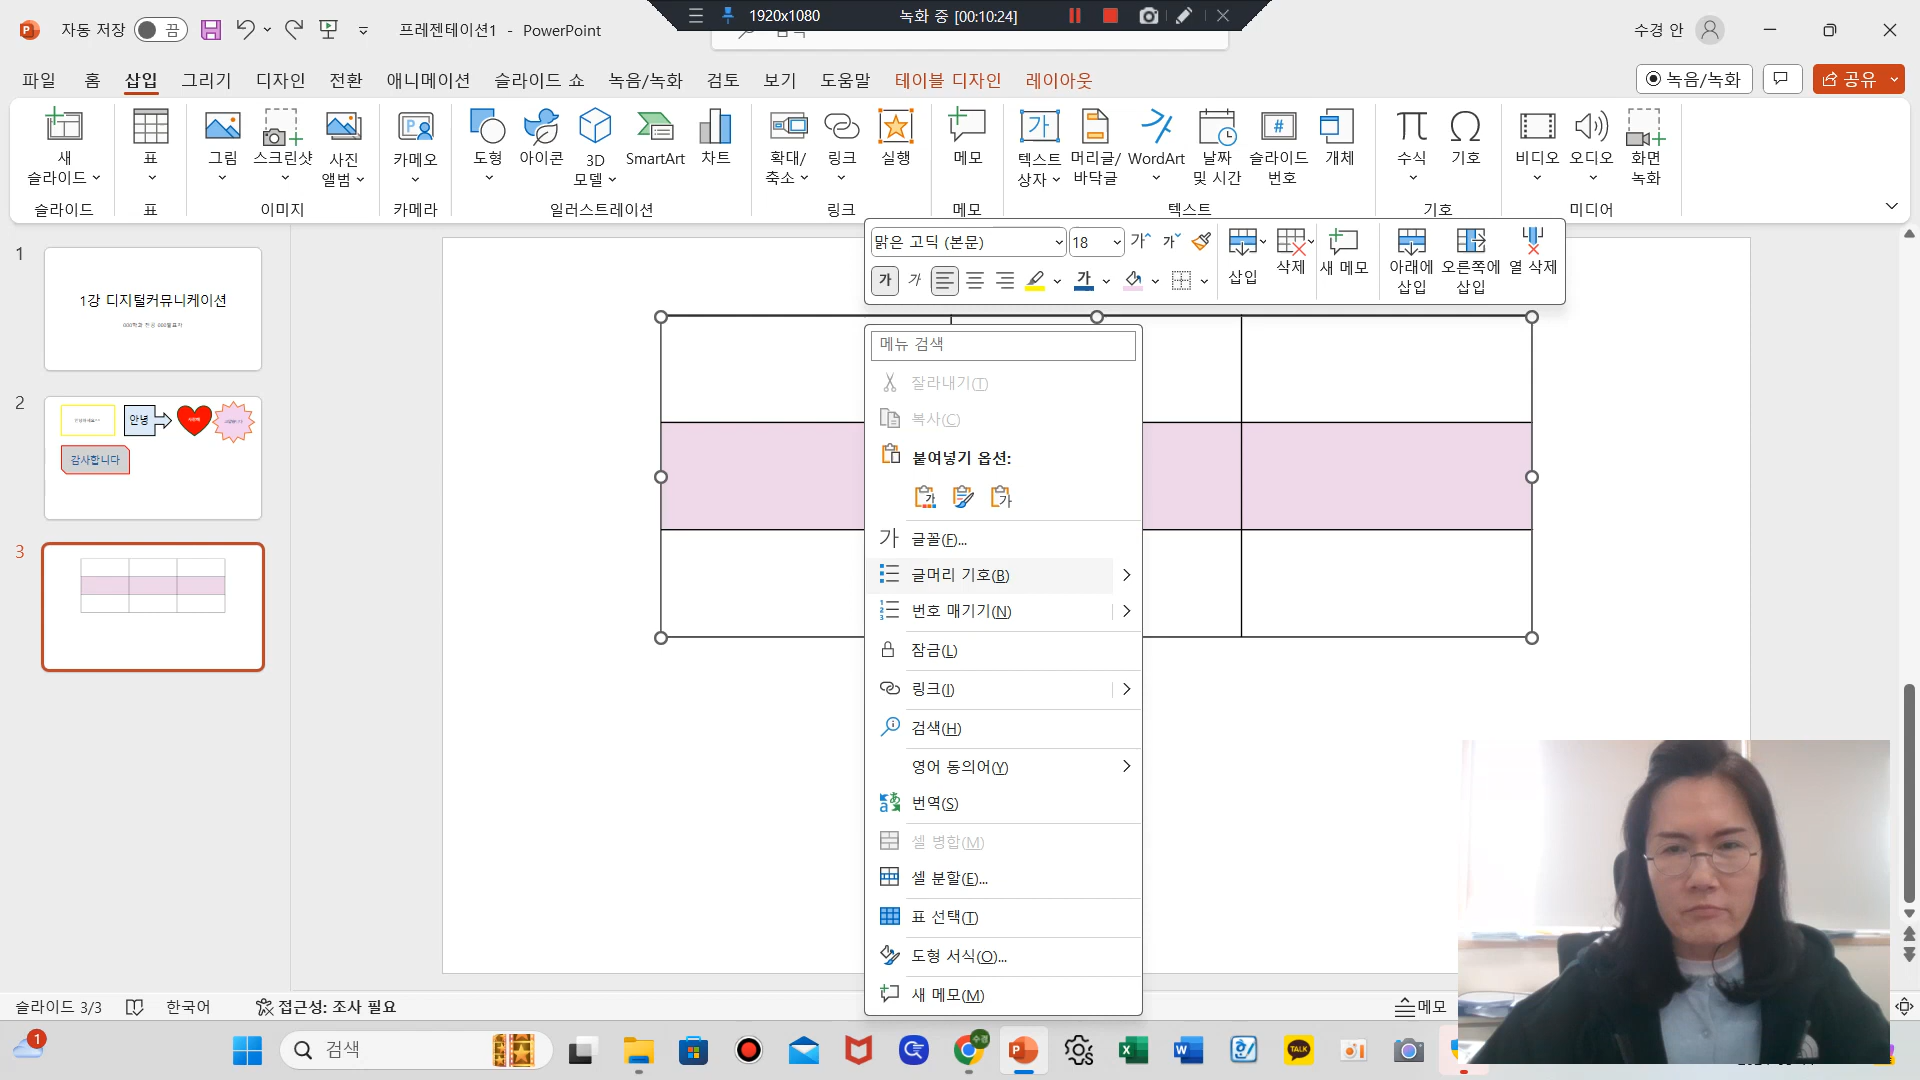 1920x1080
녹화 중 [00:10:24]
자동 저장 끔
프레젠테이션1 - PowerPoint
수경 안
파일 홈 삽입 그리기 디자인 전환 애니메이션 슬라이드 쇼 녹음/녹화 검토 보기 도움말 테이블 디자인 레이아웃
녹음/녹화
공유
새 슬라이드
표
그림
스크린샷
사진 앨범
카메오
도형
아이콘
3D 모델
SmartArt
차트
확대/축소
링크
실행
메모
텍스트 상자
머리글/바닥글
WordArt
날짜 및 시간
슬라이드 번호
개체
수식
기호
비디오
오디오
화면 녹화
슬라이드 표 이미지 카메라 일러스트레이션 링크 메모 텍스트 기호 미디어
맑은 고딕 (본문) 18 가 가
가 가 가
삽입
삭제
새 메모
아래에 삽입
오른쪽에 삽입
열 삭제
1
1강 디지털커뮤니케이션
2
안녕
감사합니다
3
메뉴 검색
잘라내기(T)
복사(C)
붙여넣기 옵션:
가 글꼴(F)...
글머리 기호(B)
번호 매기기(N)
잠금(L)
링크(I)
검색(H)
영어 동의어(Y)
번역(S)
셀 병합(M)
셀 분할(E)...
표 선택(T)
도형 서식(O)...
새 메모(M)
슬라이드 3/3
한국어
접근성: 조사 필요
메모
1
검색
TALK